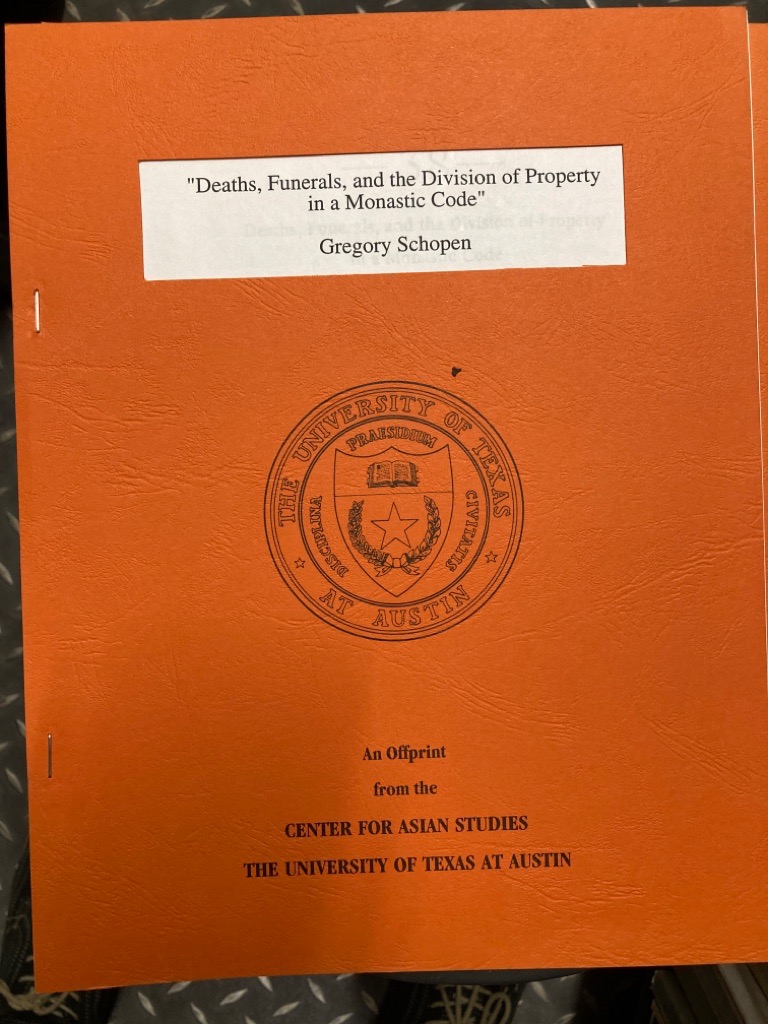 "Deaths, Funerals, and the Division of Property
in a Monastic Code"
Gregory Schopen
THE UNIVERSITY OF TEXAS
AT AUSTIN
PRAESIDIUM
DISCIPLINA
CIVITATIS
An Offprint
from the
CENTER FOR ASIAN STUDIES
THE UNIVERSITY OF TEXAS AT AUSTIN